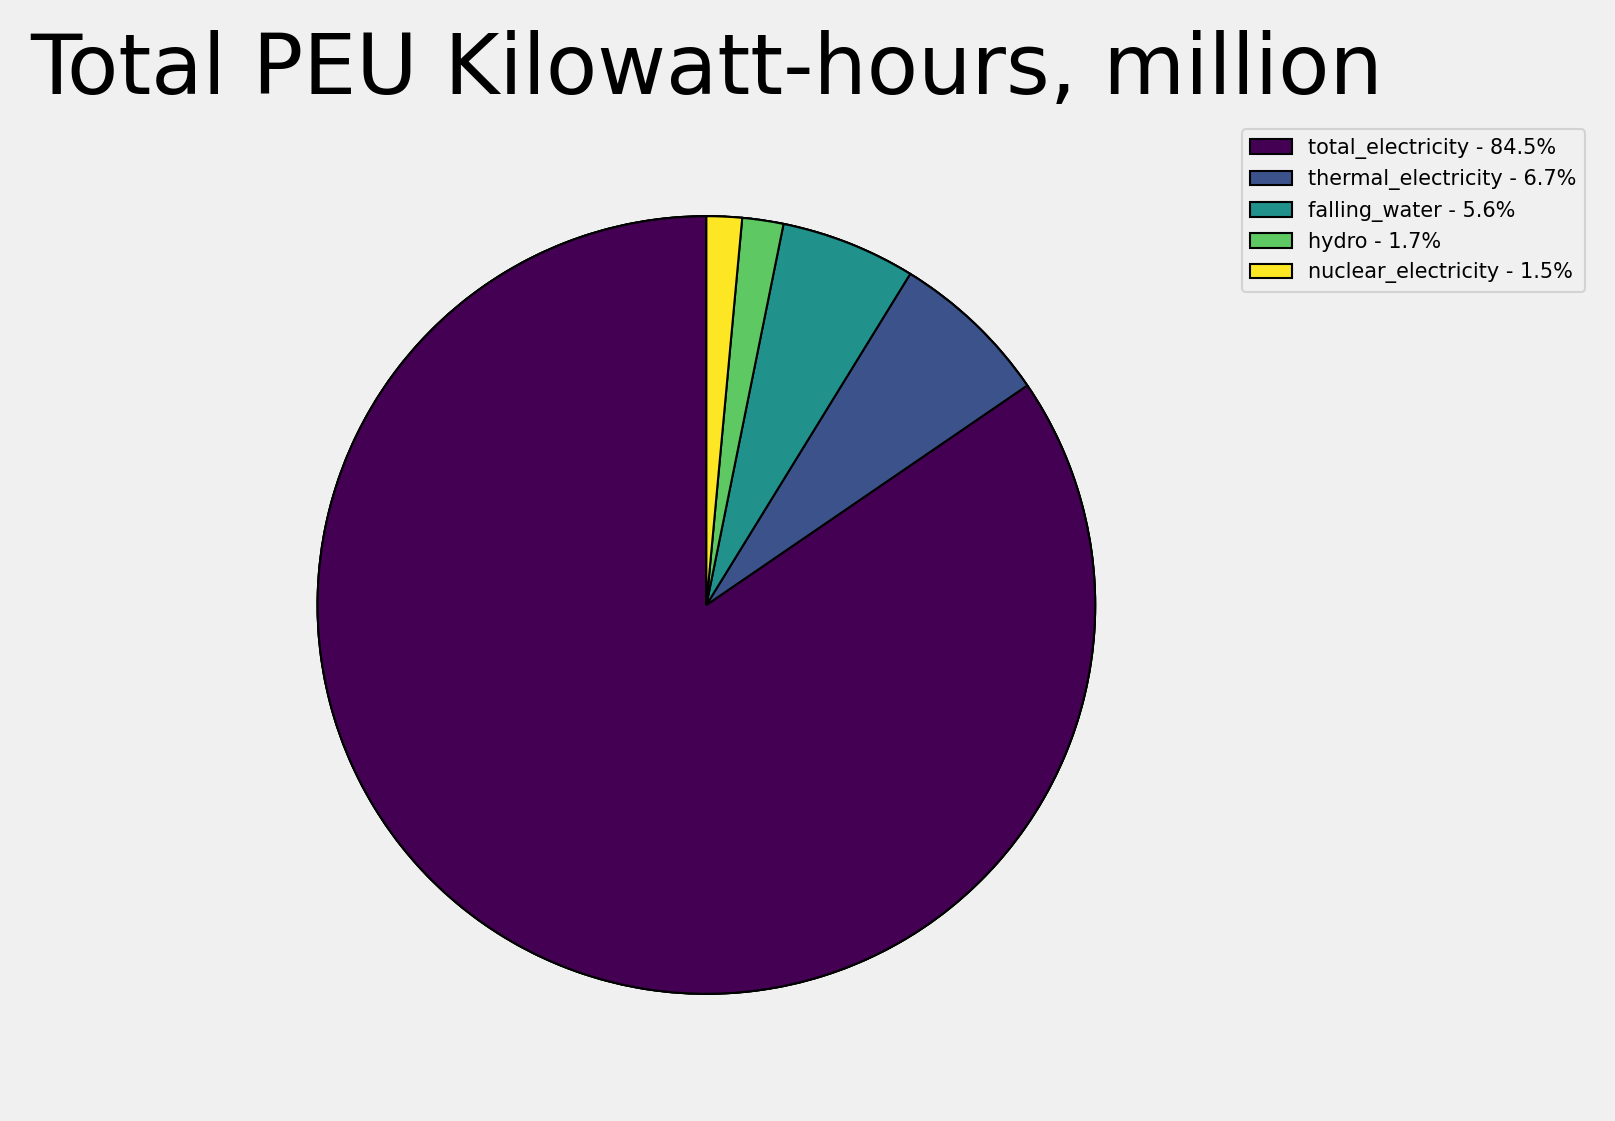 Total PEU Kilowatt-hours, million
total_electricity - 84.5%
thermal_electricity - 6.7%
falling_water - 5.6%
hydro - 1.7%
nuclear_electricity - 1.5%